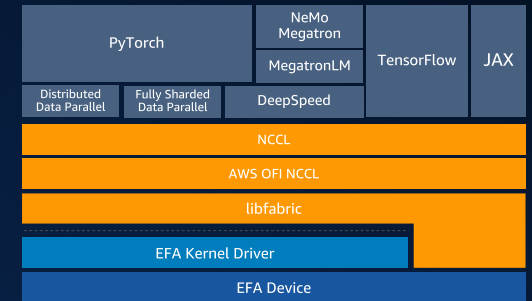 PyTorch
NeMo
Megatron
MegatronLM
TensorFlow
JAX
Distributed
Data Parallel
Fully Sharded
Data Parallel
DeepSpeed
NCCL
AWS OFI NCCL
libfabric
EFA Kernel Driver
EFA Device